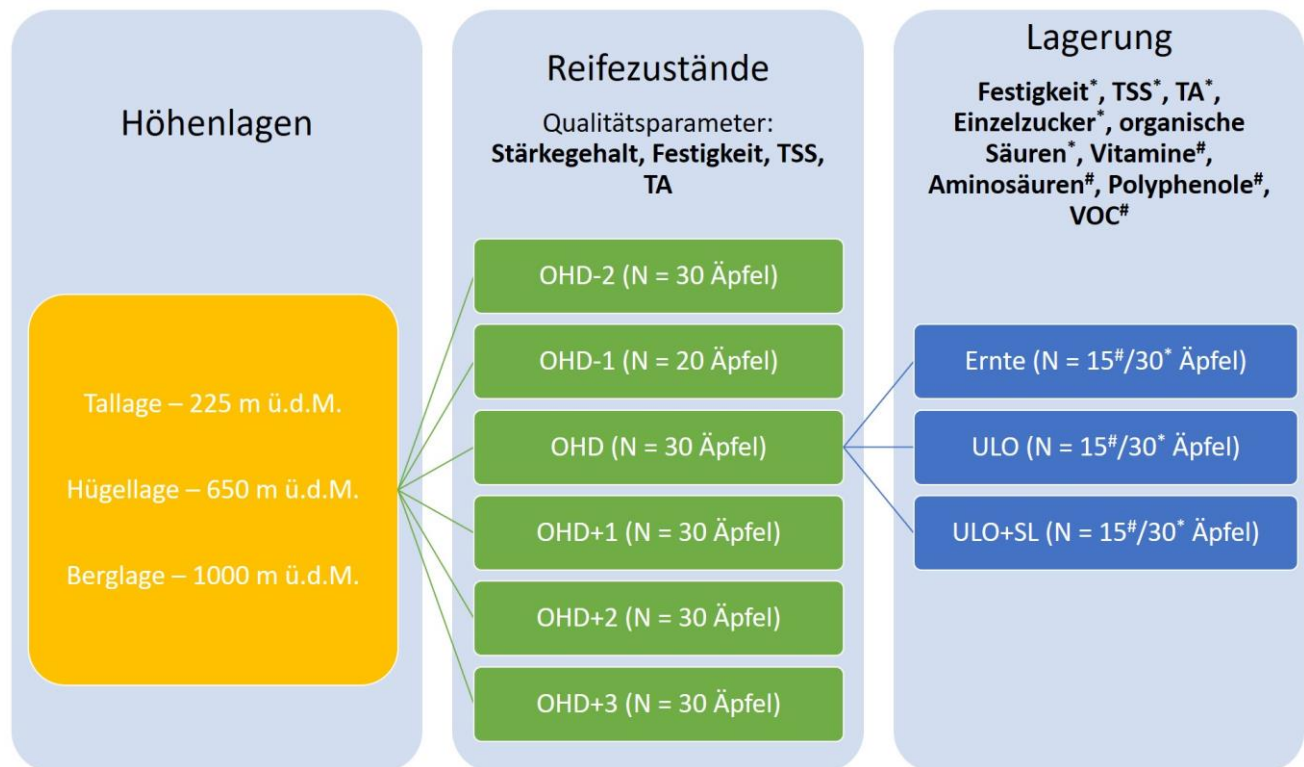 Höhenlagen
Tallage – 225 m ü.d.M.
Hügellage – 650 m ü.d.M.
Berglage – 1000 m ü.d.M.
Reifezustände
Qualitätsparameter:
Stärkegehalt, Festigkeit, TSS,
TA
OHD-2 (N = 30 Äpfel)
OHD-1 (N = 20 Äpfel)
OHD (N = 30 Äpfel)
OHD+1 (N = 30 Äpfel)
OHD+2 (N = 30 Äpfel)
OHD+3 (N = 30 Äpfel)
Lagerung
Festigkeit*, TSS*, TA*,
Einzelzucker*, organische
Säuren*, Vitamine#,
Aminosäuren#, Polyphenole#,
VOC#
Ernte (N = 15#/30* Äpfel)
ULO (N = 15#/30* Äpfel)
ULO+SL (N = 15#/30* Äpfel)